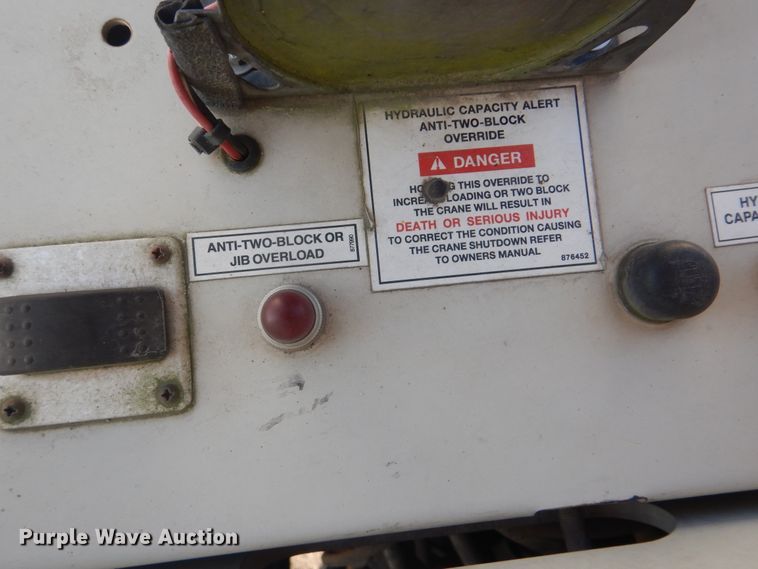 HYDRAULIC CAPACITY ALERT
ANTI-TWO-BLOCK
OVERRIDE
DANGER
THIS OVERRIDE TO
LOADING OR TWO BLOCK
THE CRANE WILL RESULT IN
DEATH OR SERIOUS INJURY
TO CORRECT THE CONDITION CAUSING
THE CRANE SHUTDOWN REFER
TO OWNERS MANUAL
876452
ANTI-TWO-BLOCK OR
JIB OVERLOAD
HY
CAPA
Purple Wave Auction